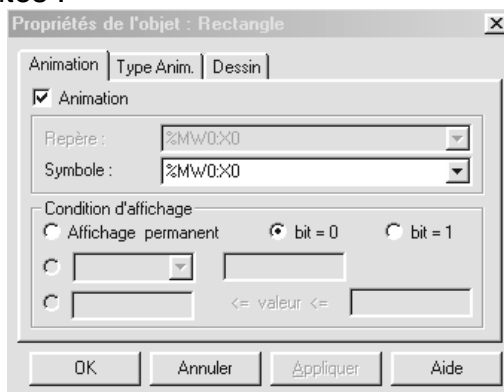 Propriétés de l'objet : Rectangle
Animation Type Anim. Dessin
Animation
Repère : %MW0:X0
Symbole : %MW0:X0
Condition d'affichage
Affichage permanent bit = 0 bit = 1
<= valeur <=
OK Annuler Appliquer Aide